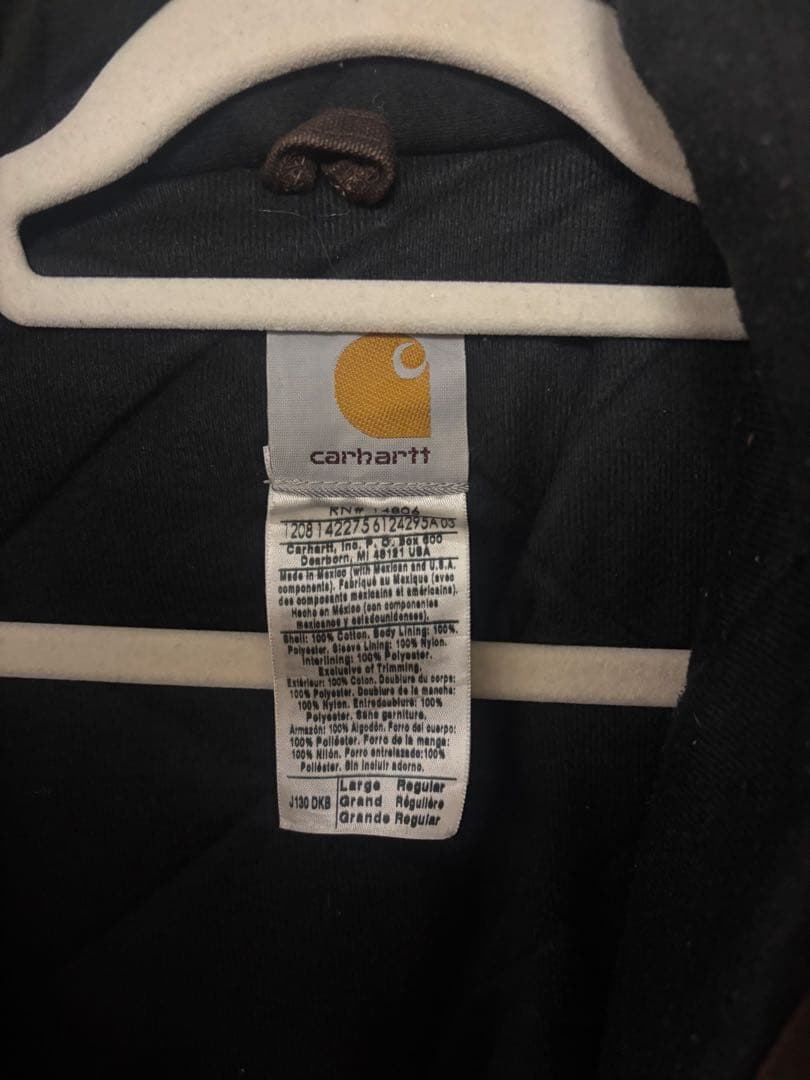 carhartt
RN# 14806
12081422756124295A 03
Carhartt, Inc. P. O. Box 600
Dearborn, MI 48121 USA
Made in Mexico (with Mexican and U.S.A.
components). Fabriqué au Mexique (avec
des composants mexicains et américains).
Hecho en México (con componentes
mexicanos y estadounidenses).
Shell: 100% Cotton. Body Lining: 100%
Polyester. Sleeve Lining: 100% Nylon.
Interlining: 100% Polyester.
Exclusive of Trimming.
Extérieur: 100% Coton. Doublure du corps:
100% Polyester. Doublure de la manche:
100% Nylon. Entredoublure: 100%
Polyester. Sans garniture.
Armazón: 100% Algodón. Forro del cuerpo:
100% Poliéster. Forro de la manga:
100% Nilón. Forro entrelazado:100%
Poliéster. Sin incluir adorno.
J130 DKB
Large Regular
Grand Régulière
Grande Regular